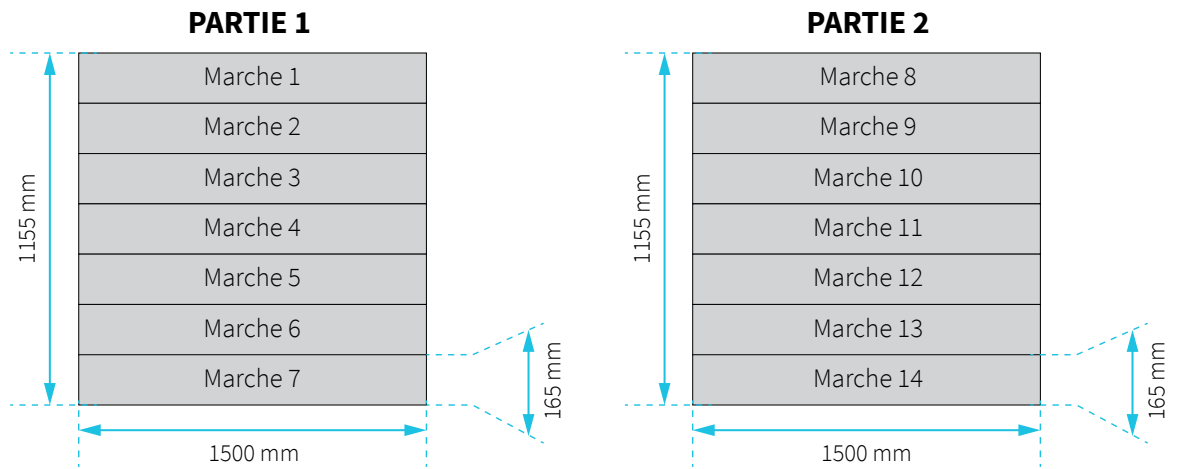 PARTIE 1
Marche 1
Marche 2
Marche 3
Marche 4
Marche 5
Marche 6
Marche 7
1155 mm
165 mm
1500 mm
PARTIE 2
Marche 8
Marche 9
Marche 10
Marche 11
Marche 12
Marche 13
Marche 14
1155 mm
165 mm
1500 mm